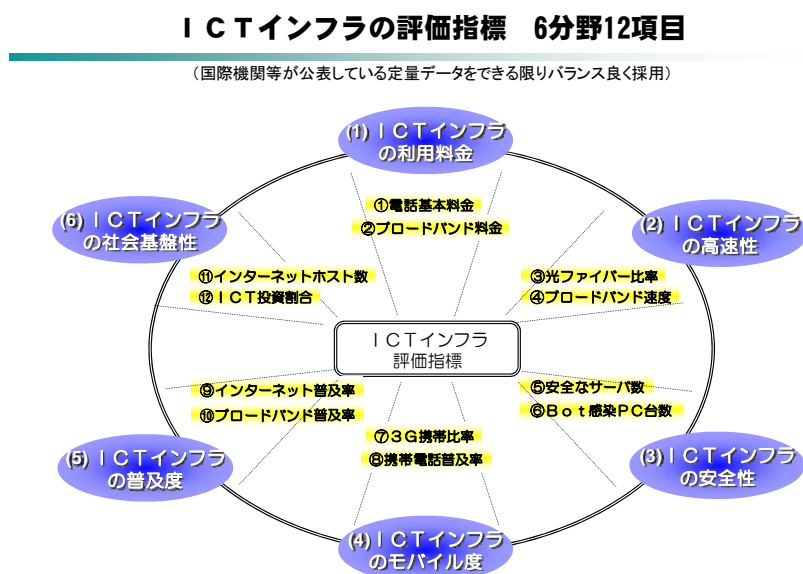 ＩＣＴインフラの評価指標　6分野12項目
（国際機関等が公表している定量データをできる限りバランス良く採用）
(1)ＩＣＴインフラ
の利用料金
①電話基本料金
②ブロードバンド料金
(2)ＩＣＴインフラ
の高速性
③光ファイバー比率
④ブロードバンド速度
(3)ＩＣＴインフラ
の安全性
⑤安全なサーバ数
⑥Ｂｏｔ感染ＰＣ台数
(4)ＩＣＴインフラ
のモバイル度
⑦３Ｇ携帯比率
⑧携帯電話普及率
(5)ＩＣＴインフラ
の普及度
⑨インターネット普及率
⑩ブロードバンド普及率
(6)ＩＣＴインフラ
の社会基盤性
⑪インターネットホスト数
⑫ＩＣＴ投資割合
ＩＣＴインフラ
評価指標